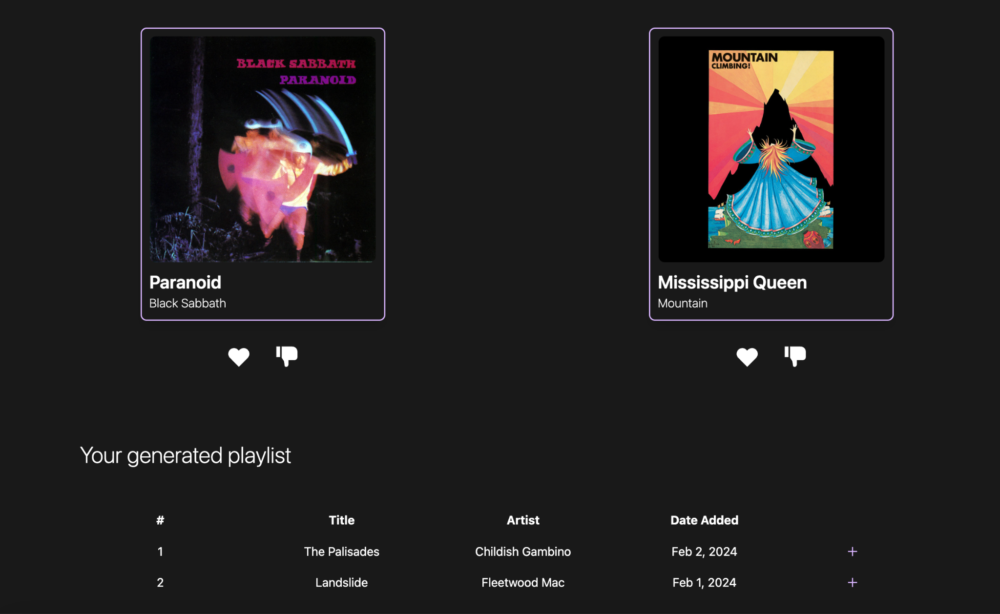 BLACK SABBATH
PARANOID
Paranoid
Black Sabbath
MOUNTAIN
CLIMBING!
Mississippi Queen
Mountain
Your generated playlist
# Title Artist Date Added
1 The Palisades Childish Gambino Feb 2, 2024 +
2 Landslide Fleetwood Mac Feb 1, 2024 +